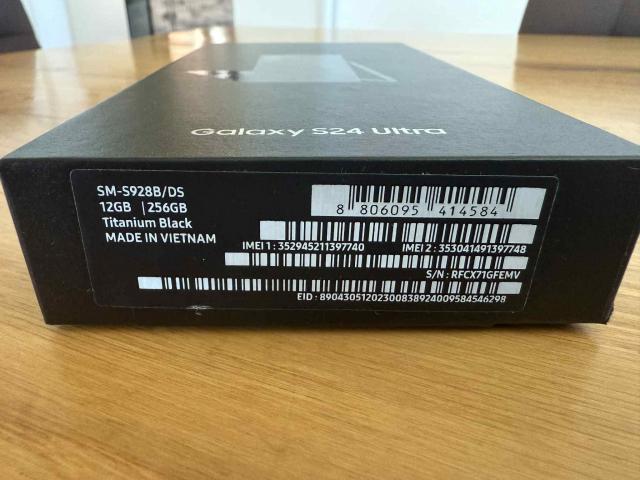 Galaxy S24 Ultra
SM-S928B/DS
12GB | 256GB
Titanium Black
MADE IN VIETNAM
8 806095 414584
IMEI 1 : 352945211397740 IMEI 2 : 353041491397748
S/N : RFCX71GFEMV
EID : 89043051202300838924009584546298